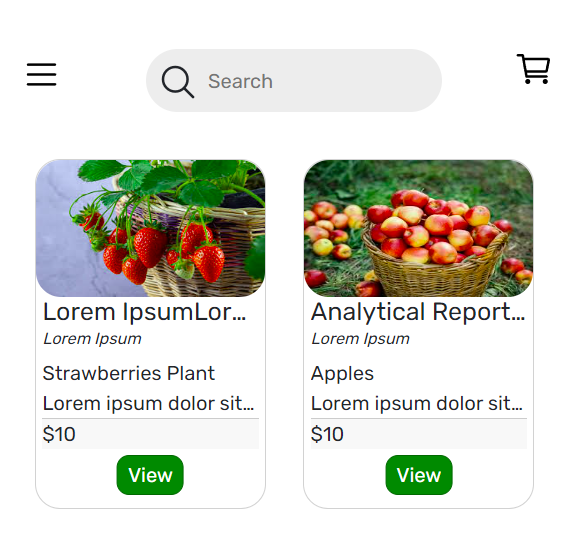 Search
Lorem IpsumLor...
Lorem Ipsum
Strawberries Plant
Lorem ipsum dolor sit...
$10
View
Analytical Report...
Lorem Ipsum
Apples
Lorem ipsum dolor sit...
$10
View